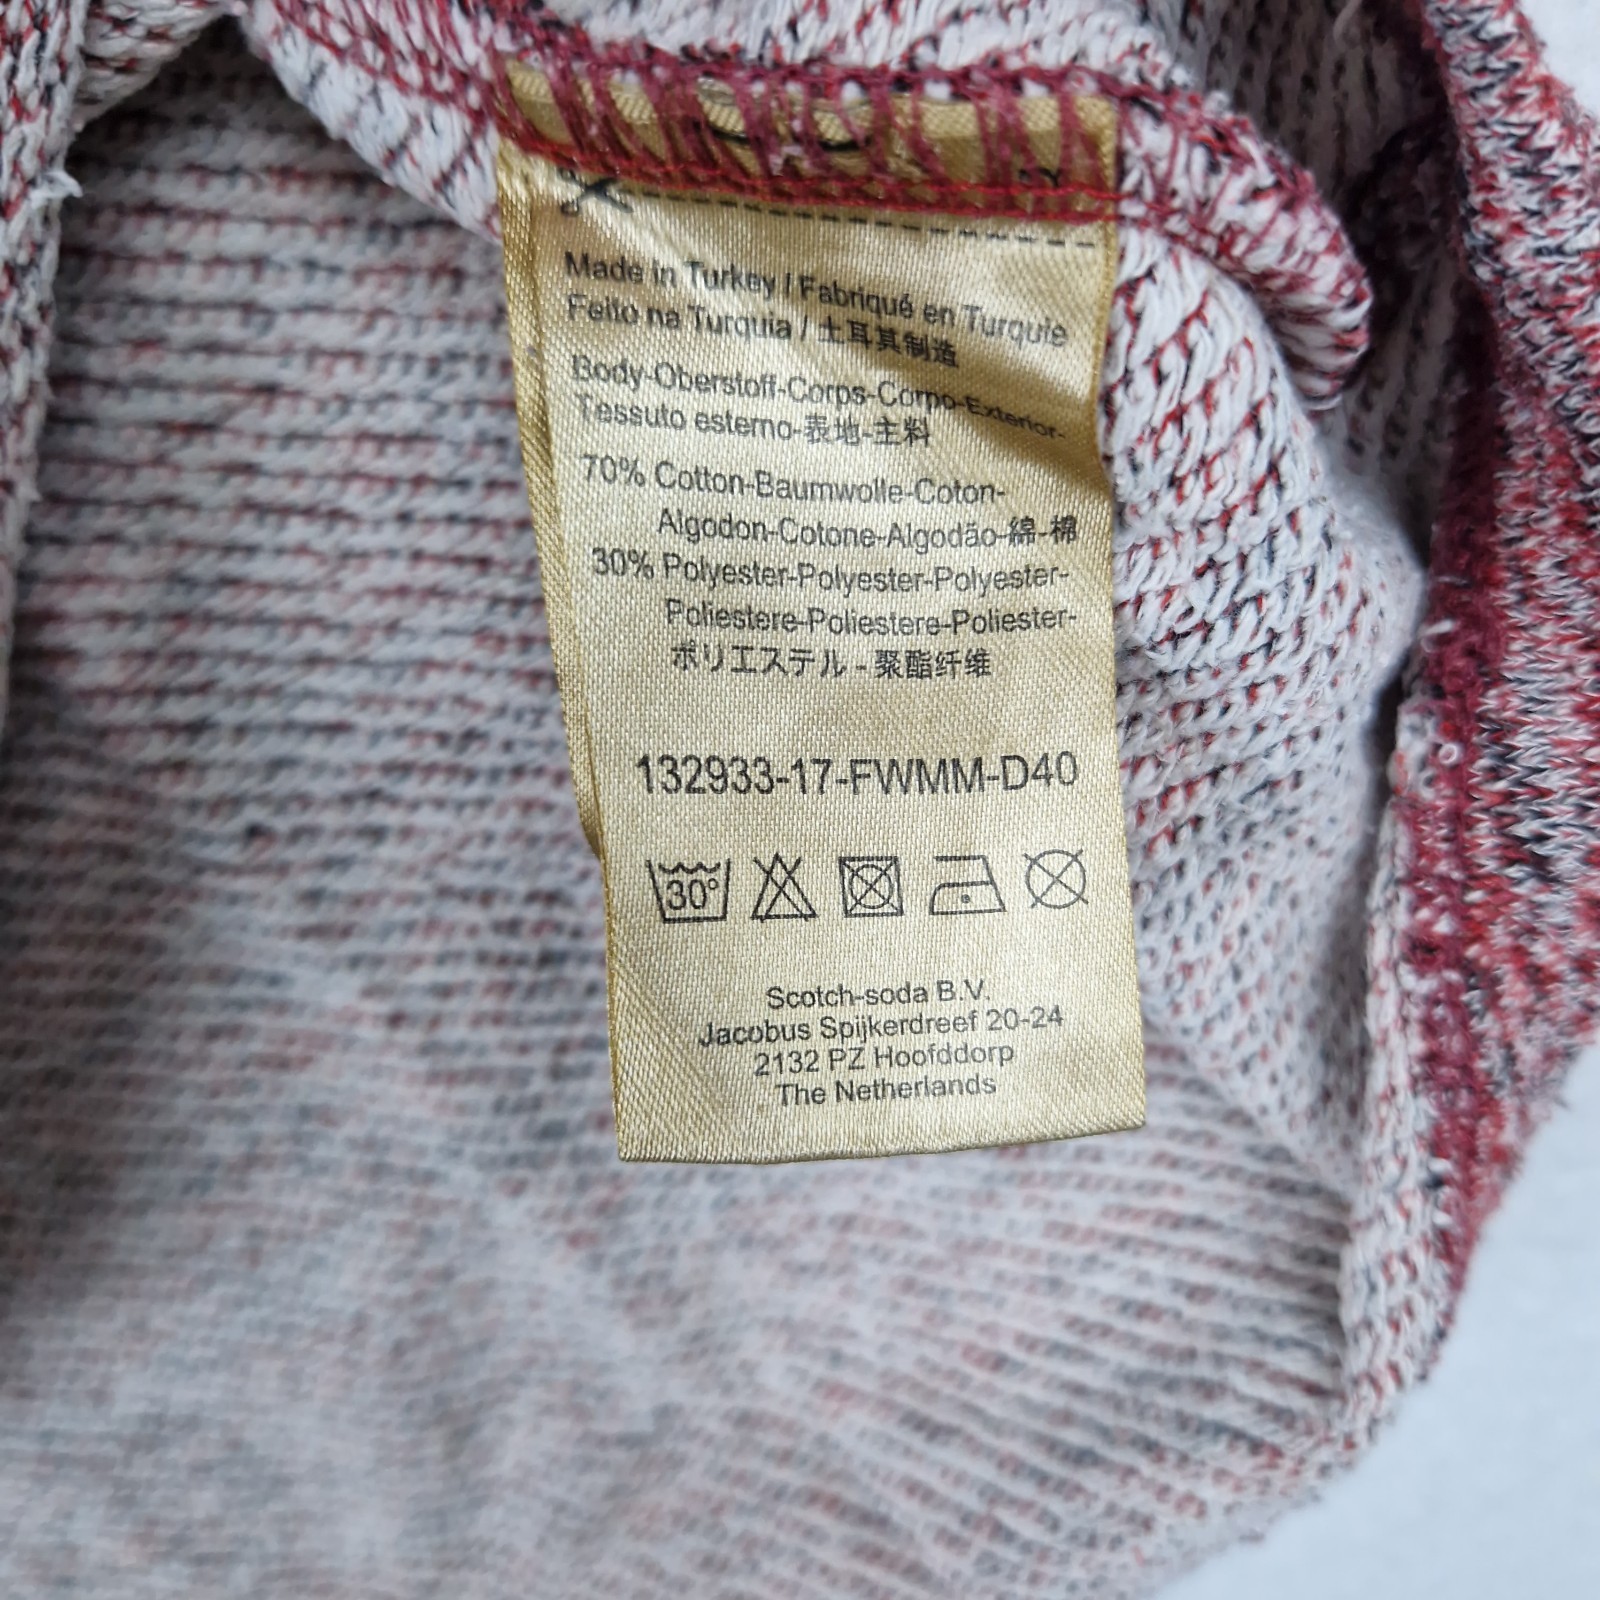 Made in Turkey / Fabriqué en Turquie
Feito na Turquia / 土耳其制造
Body-Oberstoff-Corps-Corpo-Exterior-
Tessuto esterno-表地-主料
70% Cotton-Baumwolle-Coton-
Algodon-Cotone-Algodão-綿-棉
30% Polyester-Polyester-Polyester-
Poliestere-Poliestere-Poliester-
ポリエステル - 聚酯纤维
132933-17-FWMM-D40
30°
Scotch-soda B.V.
Jacobus Spijkerdreef 20-24
2132 PZ Hoofddorp
The Netherlands